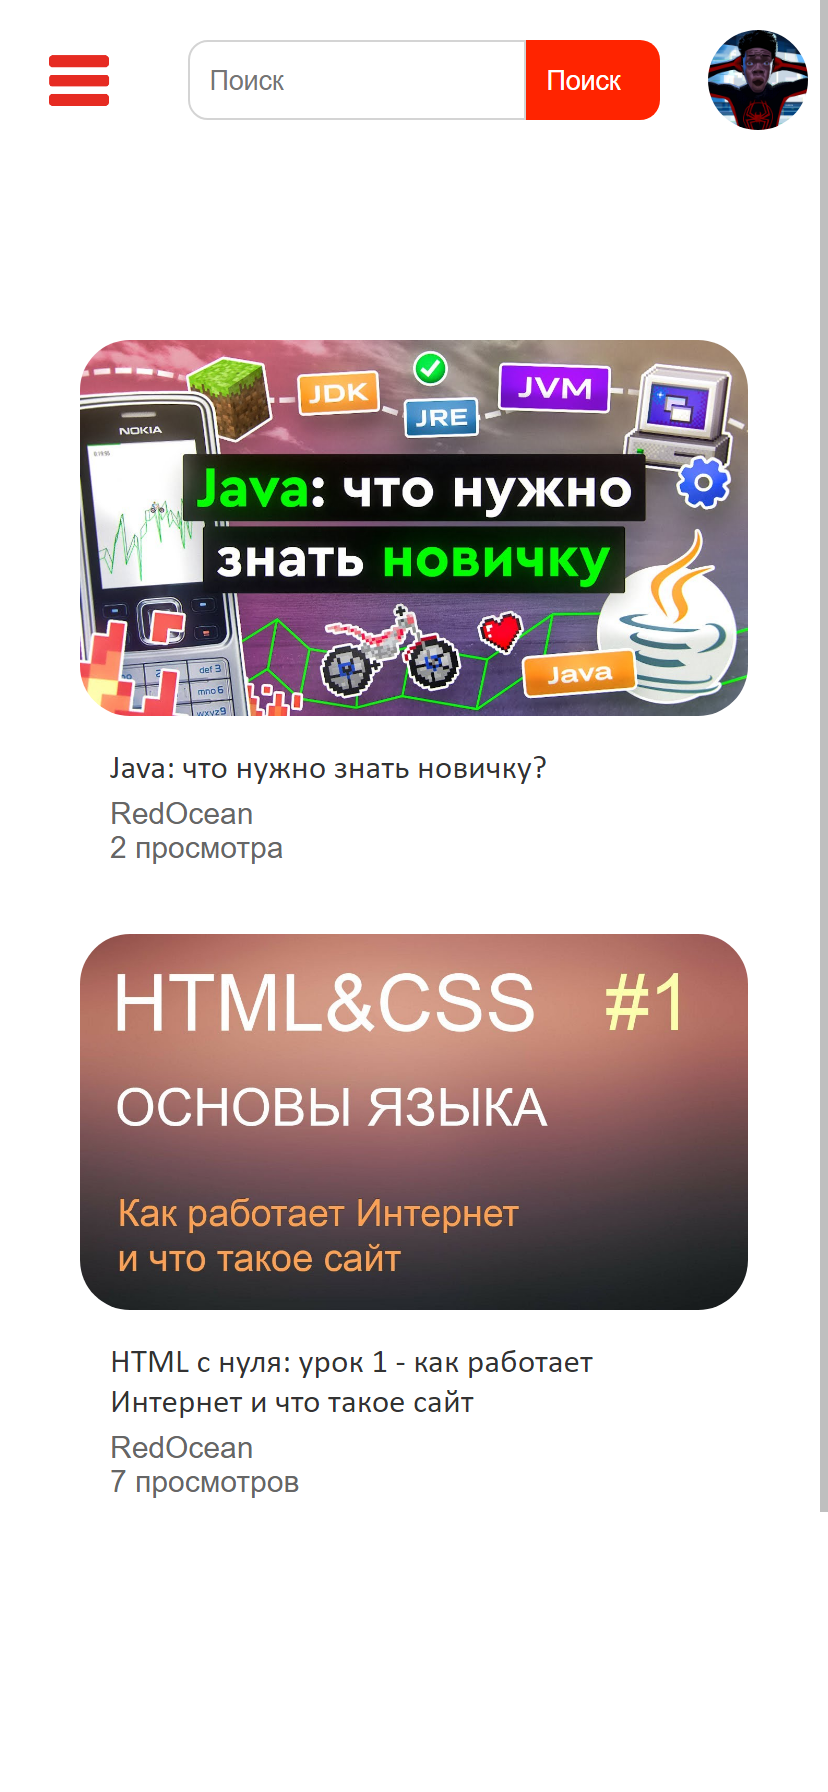 Поиск
Поиск
JDK
JRE
JVM
NOKIA
Java: что нужно
знать новичку
def 3
mno 6
wxyz9
Java
Java: что нужно знать новичку?
RedOcean
2 просмотра
HTML&CSS #1
ОСНОВЫ ЯЗЫКА
Как работает Интернет
и что такое сайт
HTML с нуля: урок 1 - как работает
Интернет и что такое сайт
RedOcean
7 просмотров